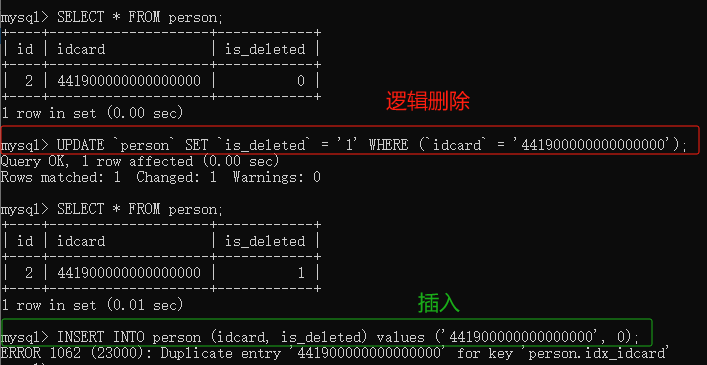 mysql> SELECT * FROM person;
+----+--------------------+------------+
| id | idcard             | is_deleted |
+----+--------------------+------------+
|  2 | 441900000000000000 |          0 |
+----+--------------------+------------+
1 row in set (0.00 sec)
逻辑删除
mysql> UPDATE `person` SET `is_deleted` = '1' WHERE (`idcard` = '441900000000000000');
Query OK, 1 row affected (0.00 sec)
Rows matched: 1  Changed: 1  Warnings: 0
mysql> SELECT * FROM person;
+----+--------------------+------------+
| id | idcard             | is_deleted |
+----+--------------------+------------+
|  2 | 441900000000000000 |          1 |
+----+--------------------+------------+
1 row in set (0.01 sec)
插入
mysql> INSERT INTO person (idcard, is_deleted) values ('441900000000000000', 0);
ERROR 1062 (23000): Duplicate entry '441900000000000000' for key 'person.idx_idcard'